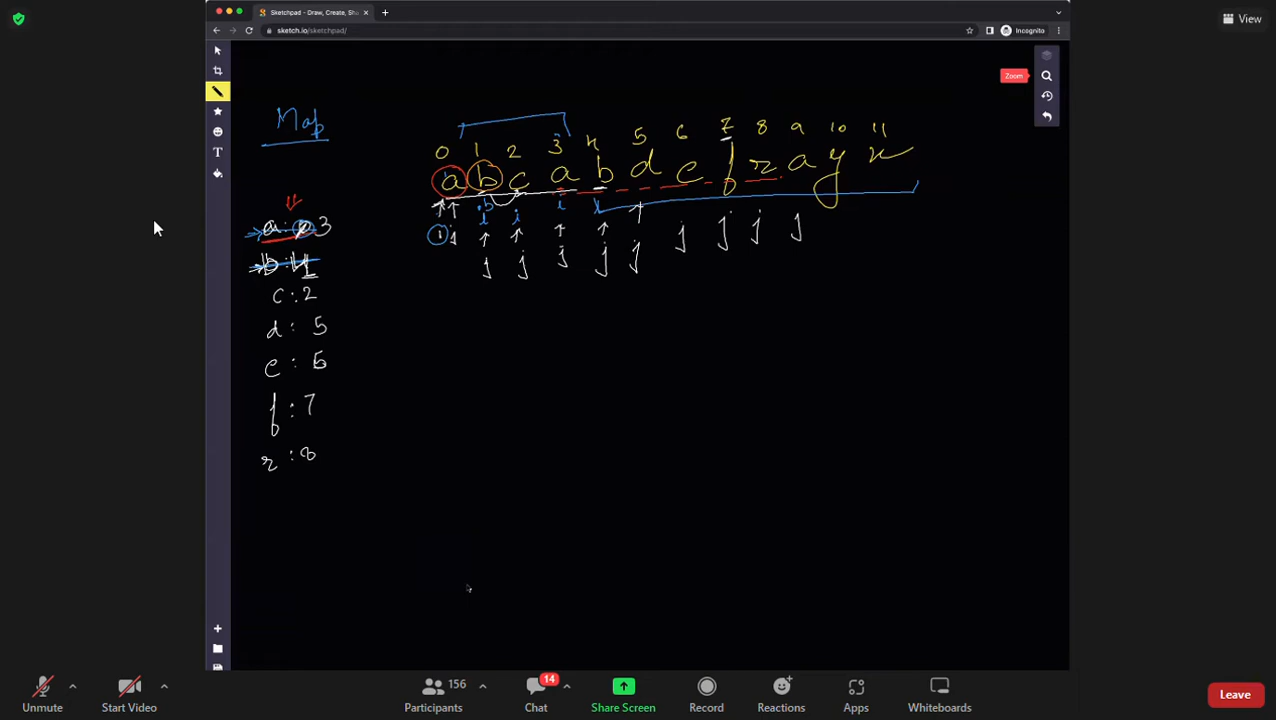 View
Sketchpad - Draw, Create, Sha
sketch.io/sketchpad/
Incognito
Zoom
Map
0 1 2 3 4 5 6 7 8 9 10 11
a b c a b d e f z a y x
i j
j j j j j j j j j
a: 3
b: 4
c: 2
d: 5
e: 6
f: 7
z: 8
Unmute
Start Video
156
Participants
14
Chat
Share Screen
Record
Reactions
Apps
Whiteboards
Leave